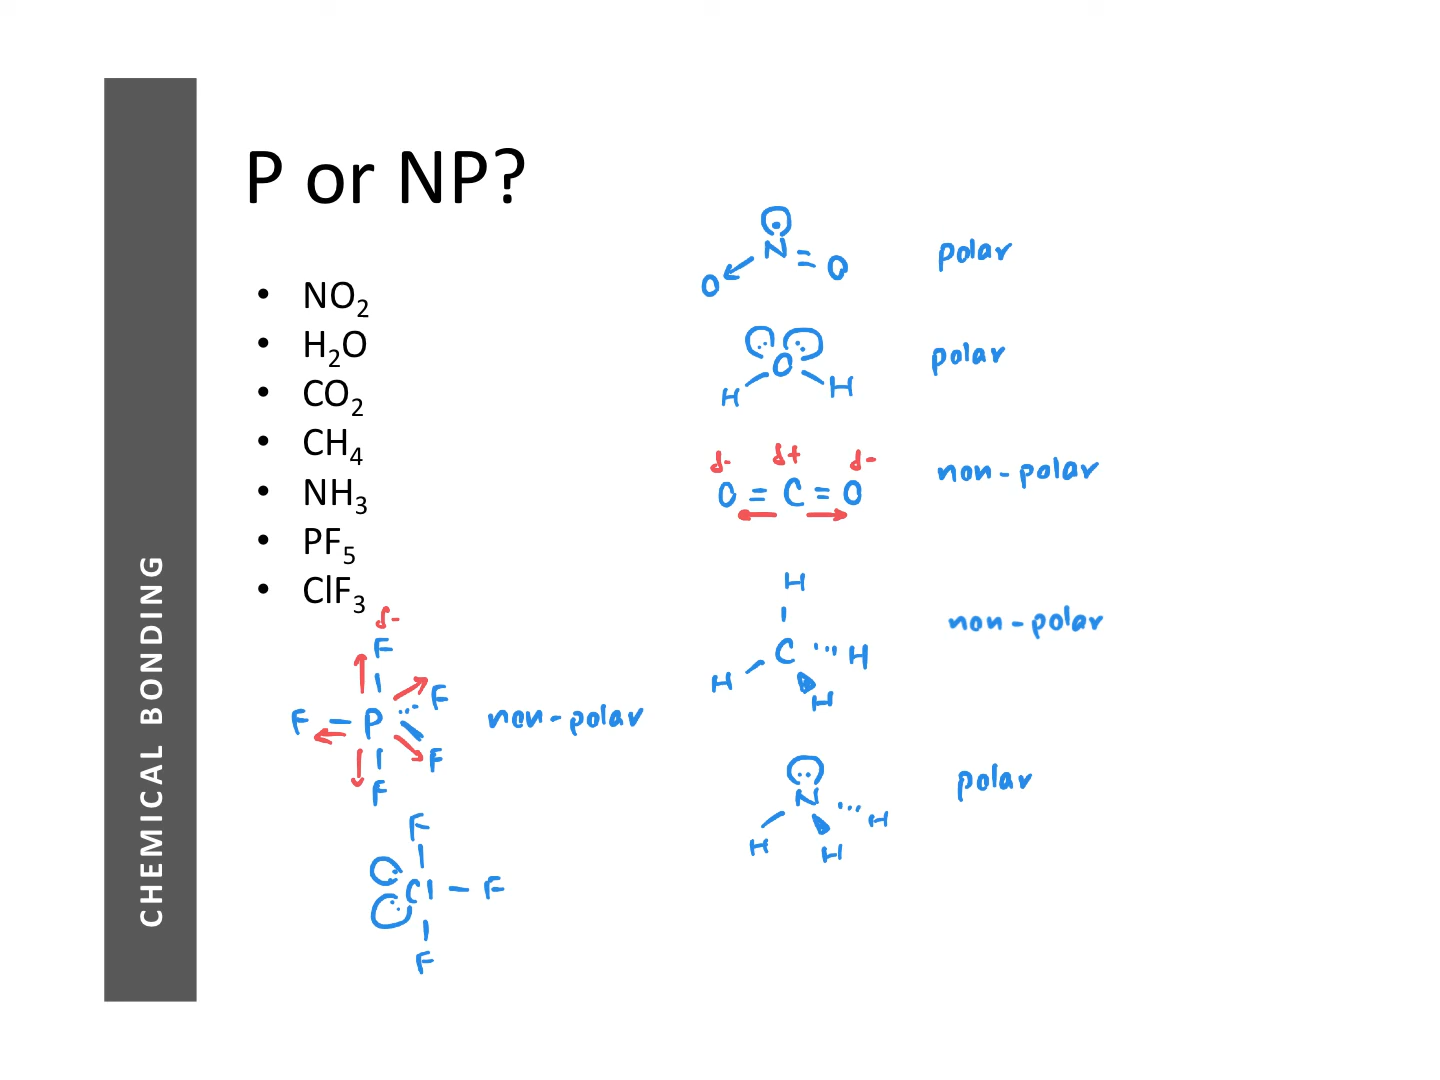 CHEMICAL BONDING
P or NP?
• NO₂
• H₂O
• CO₂
• CH₄
• NH₃
• PF₅
• ClF₃
N
O = O
polar
O
H H
polar
δ- δ+ δ-
O = C = O
non-polar
H
C H
H
H
non-polar
N
H H H
polar
δ-
F
F
F – P
F
F
non-polar
F
Cl – F
F